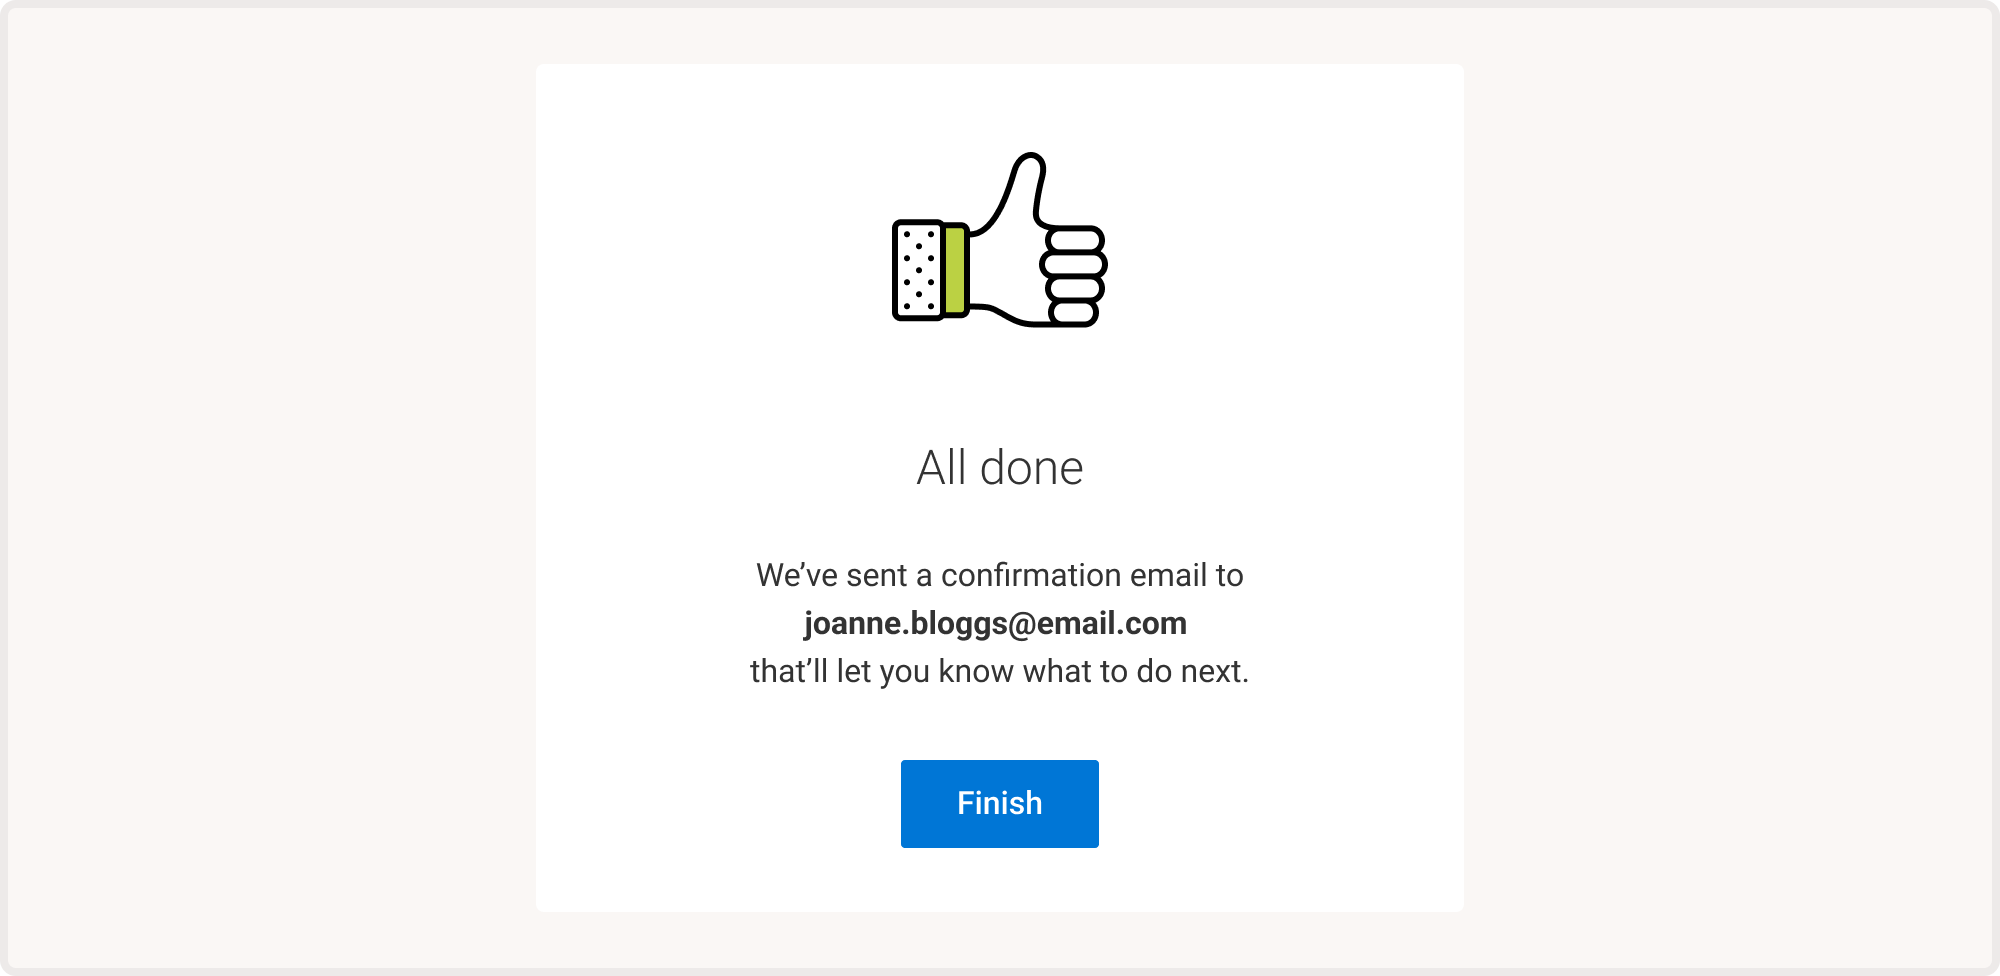 All done
We’ve sent a confirmation email to
joanne.bloggs@email.com
that’ll let you know what to do next.
Finish